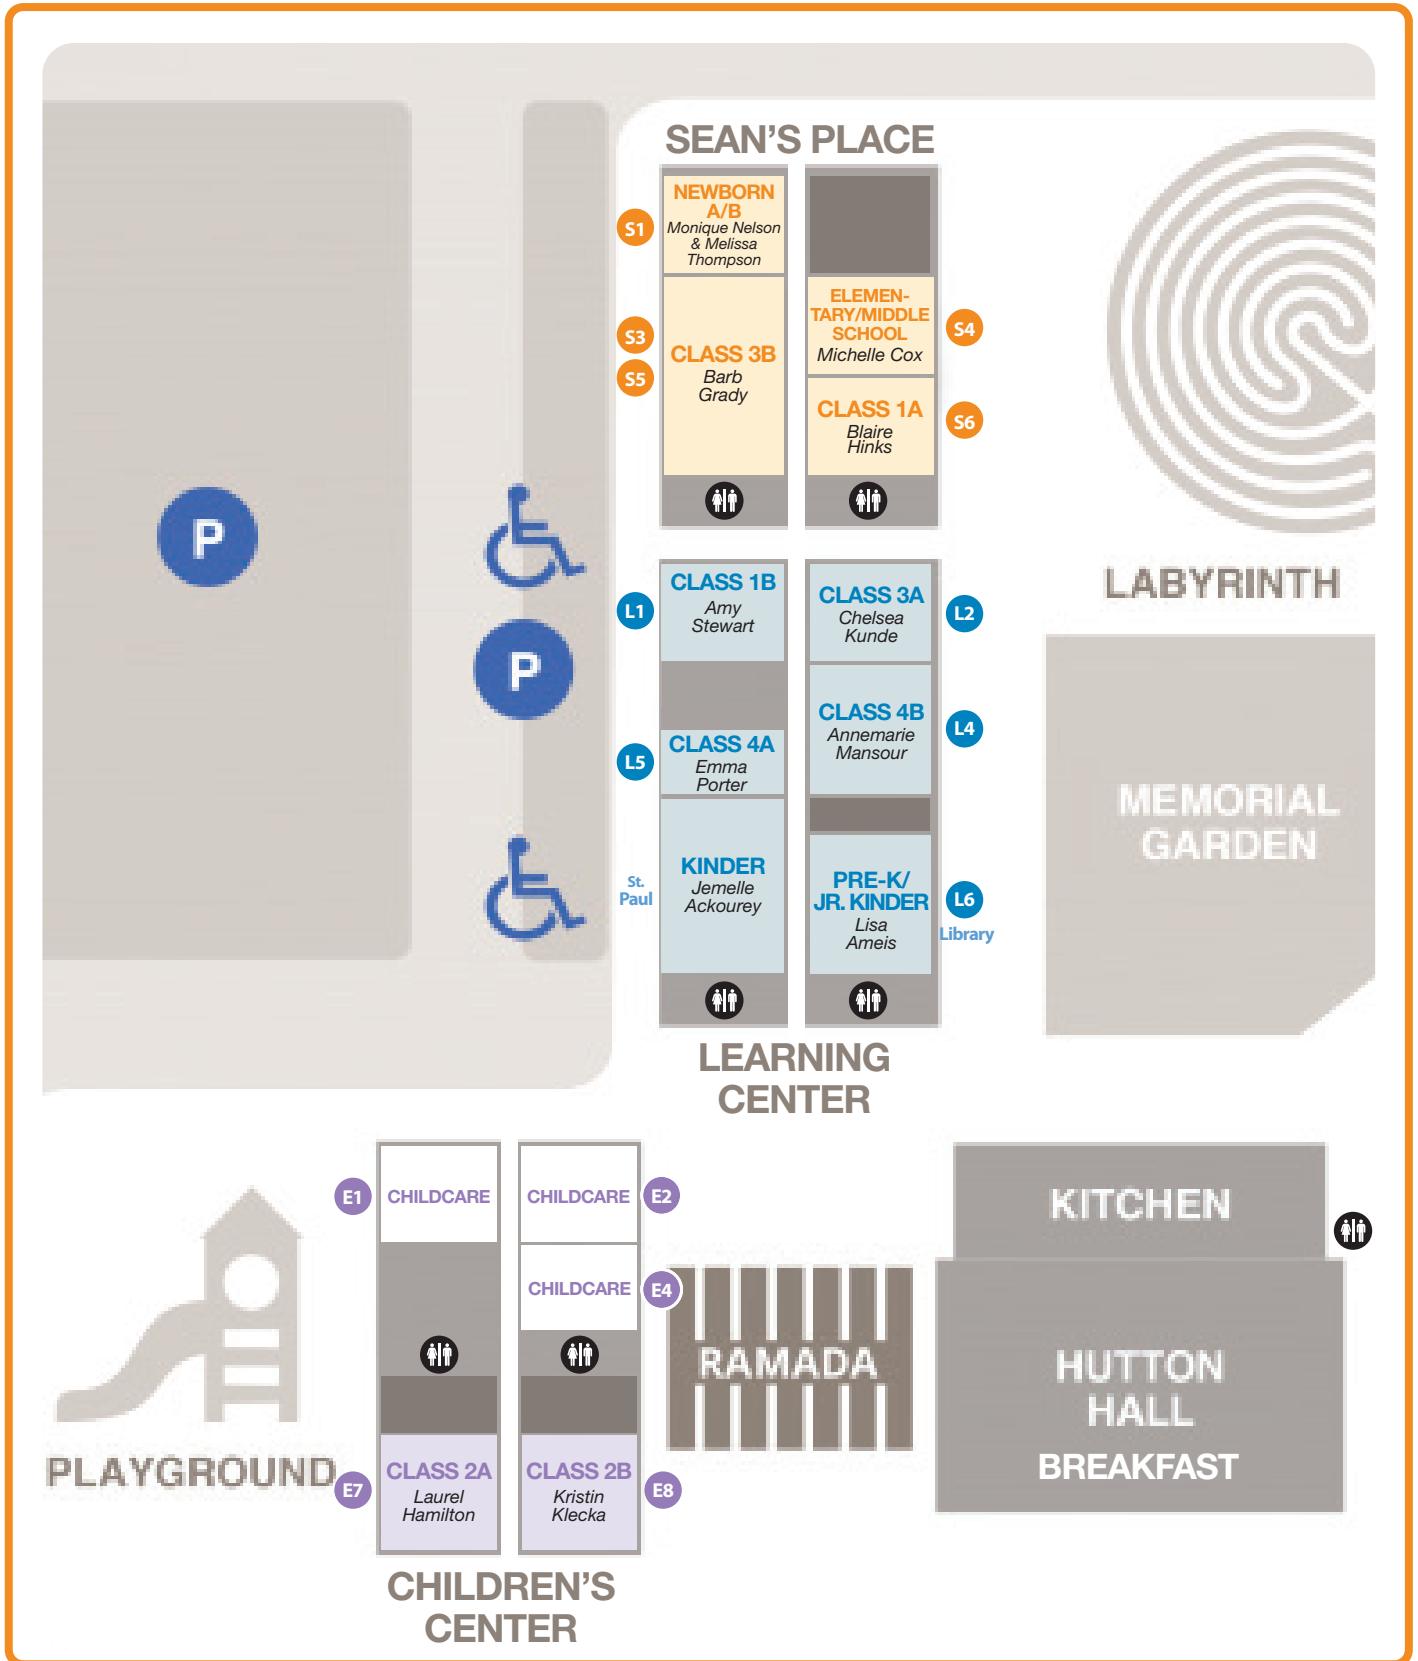 SEAN'S PLACE
S1
NEWBORN
A/B
Monique Nelson
& Melissa
Thompson
S3
S5
CLASS 3B
Barb
Grady
ELEMEN-
TARY/MIDDLE
SCHOOL
Michelle Cox
S4
CLASS 1A
Blaire
Hinks
S6
P
P
LABYRINTH
L1
CLASS 1B
Amy
Stewart
CLASS 3A
Chelsea
Kunde
L2
L5
CLASS 4A
Emma
Porter
CLASS 4B
Annemarie
Mansour
L4
St.
Paul
KINDER
Jemelle
Ackourey
PRE-K/
JR. KINDER
Lisa
Ameis
L6
Library
LEARNING
CENTER
MEMORIAL
GARDEN
E1
CHILDCARE
CHILDCARE
E2
CHILDCARE
E4
KITCHEN
RAMADA
HUTTON
HALL
BREAKFAST
PLAYGROUND
E7
CLASS 2A
Laurel
Hamilton
CLASS 2B
Kristin
Klecka
E8
CHILDREN'S
CENTER